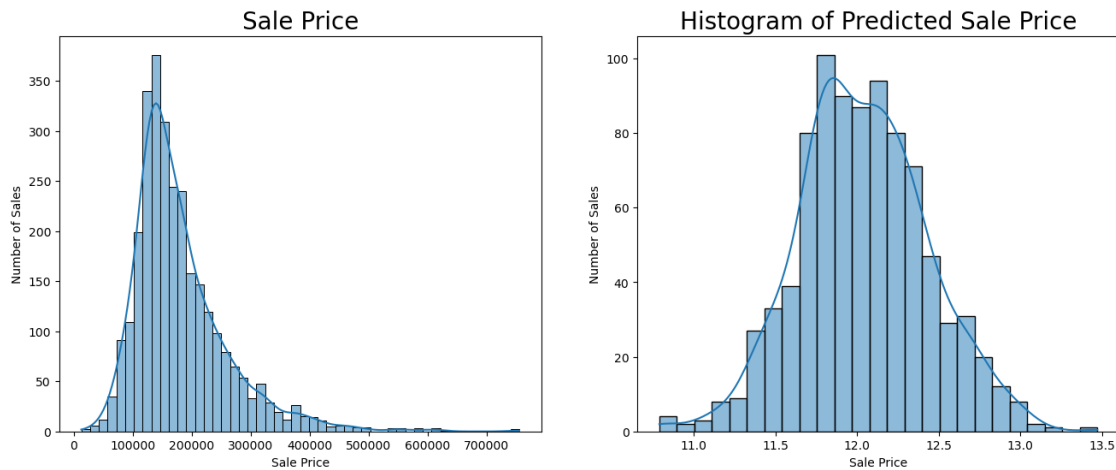 Sale Price
Number of Sales
350
300
250
200
150
100
50
0
0 100000 200000 300000 400000 500000 600000 700000
Sale Price
Histogram of Predicted Sale Price
Number of Sales
100
80
60
40
20
0
11.0 11.5 12.0 12.5 13.0 13.5
Sale Price